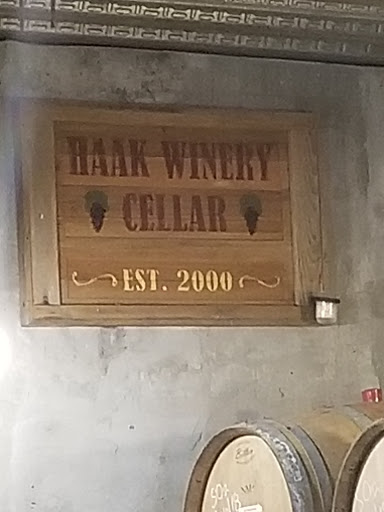 HAAK WINERY
CELLAR
EST. 2000